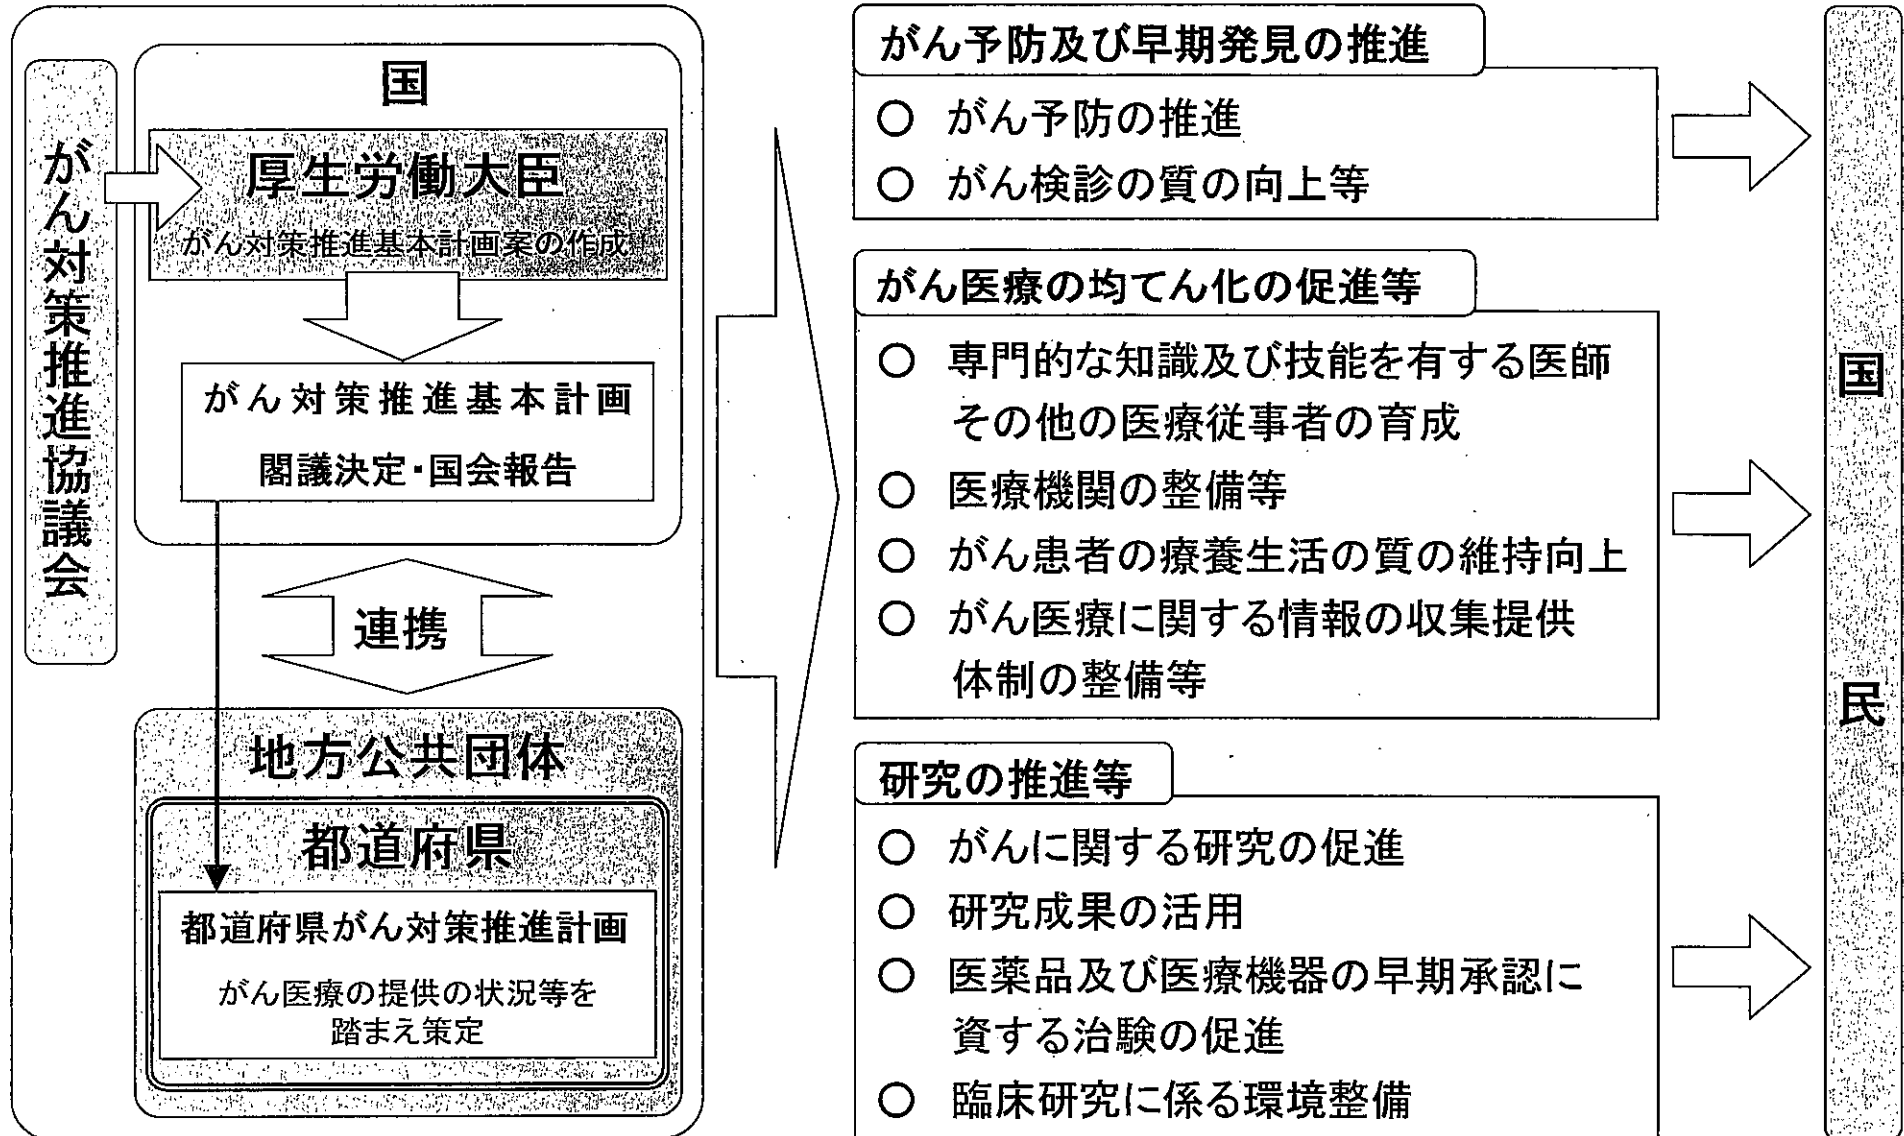 がん対策推進協議会
国
厚生労働大臣
がん対策推進基本計画案の作成
がん対策推進基本計画
閣議決定・国会報告
連携
地方公共団体
都道府県
都道府県がん対策推進計画
がん医療の提供の状況等を
踏まえ策定
がん予防及び早期発見の推進
○ がん予防の推進
○ がん検診の質の向上等
がん医療の均てん化の促進等
○ 専門的な知識及び技能を有する医師
その他の医療従事者の育成
○ 医療機関の整備等
○ がん患者の療養生活の質の維持向上
○ がん医療に関する情報の収集提供
体制の整備等
研究の推進等
○ がんに関する研究の促進
○ 研究成果の活用
○ 医薬品及び医療機器の早期承認に
資する治験の促進
○ 臨床研究に係る環境整備
国民